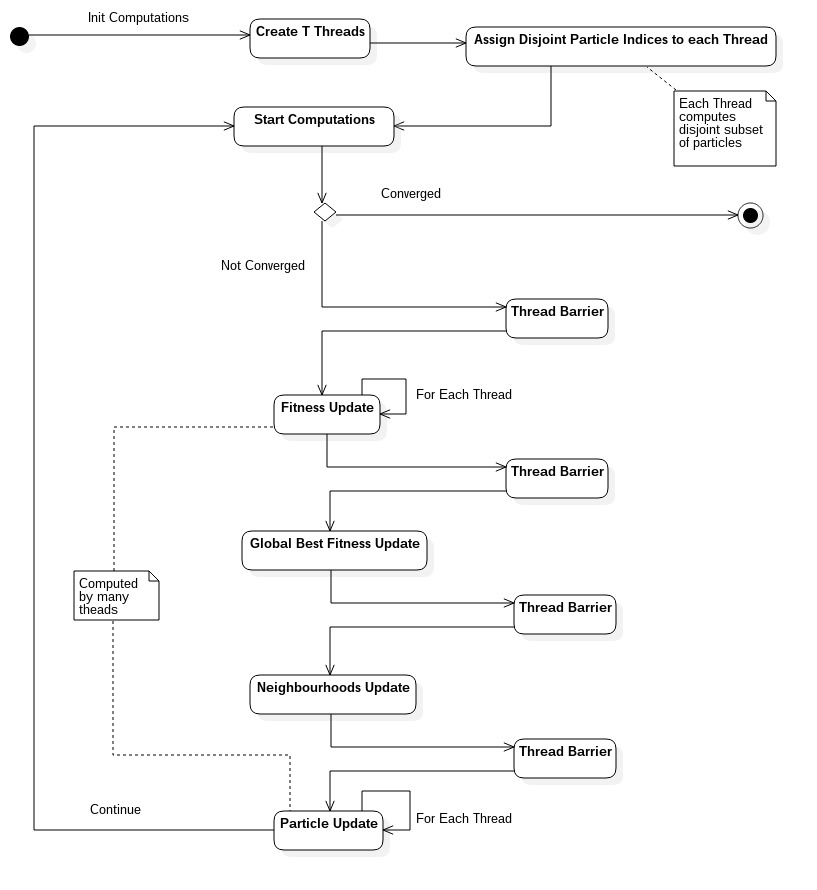 Init Computations
Create T Threads
Assign Disjoint Particle Indices to each Thread
Each Thread
computes
disjoint subset
of particles
Start Computations
Converged
Not Converged
Thread Barrier
Fitness Update
For Each Thread
Thread Barrier
Global Best Fitness Update
Computed
by many
theads
Thread Barrier
Neighbourhoods Update
Thread Barrier
Continue
Particle Update
For Each Thread